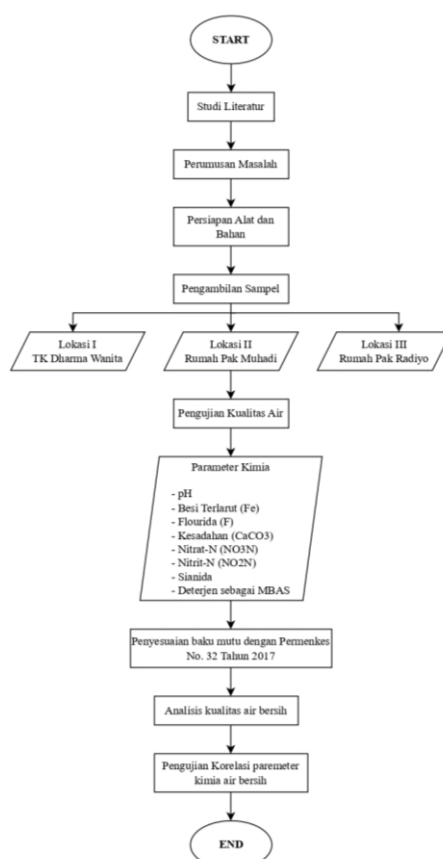 START
Studi Literatur
Perumusan Masalah
Persiapan Alat dan
Bahan
Pengambilan Sampel
Lokasi I
TK Dharma Wanita
Lokasi II
Rumah Pak Muhadi
Lokasi III
Rumah Pak Radiyo
Pengujian Kualitas Air
Parameter Kimia
- pH
- Besi Terlarut (Fe)
- Flourida (F)
- Kesadahan (CaCO3)
- Nitrat-N (NO3N)
- Nitrit-N (NO2N)
- Sianida
- Deterjen sebagai MBAS
Penyesuaian baku mutu dengan Permenkes
No. 32 Tahun 2017
Analisis kualitas air bersih
Pengujian Korelasi paremeter
kimia air bersih
END